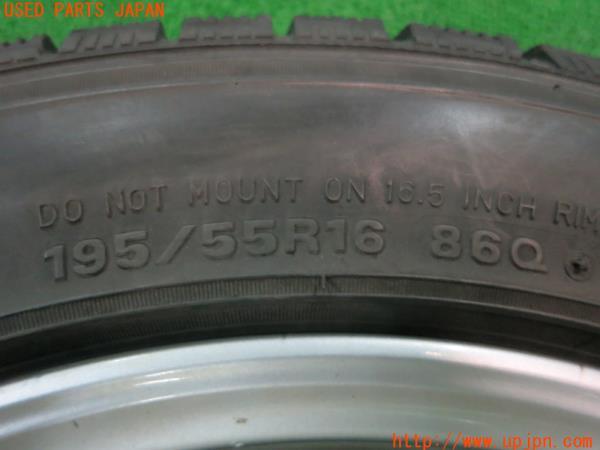 USED PARTS JAPAN
DO NOT MOUNT ON 16.5 INCH RIM
195/55R16 86Q
http://www.upjpn.com